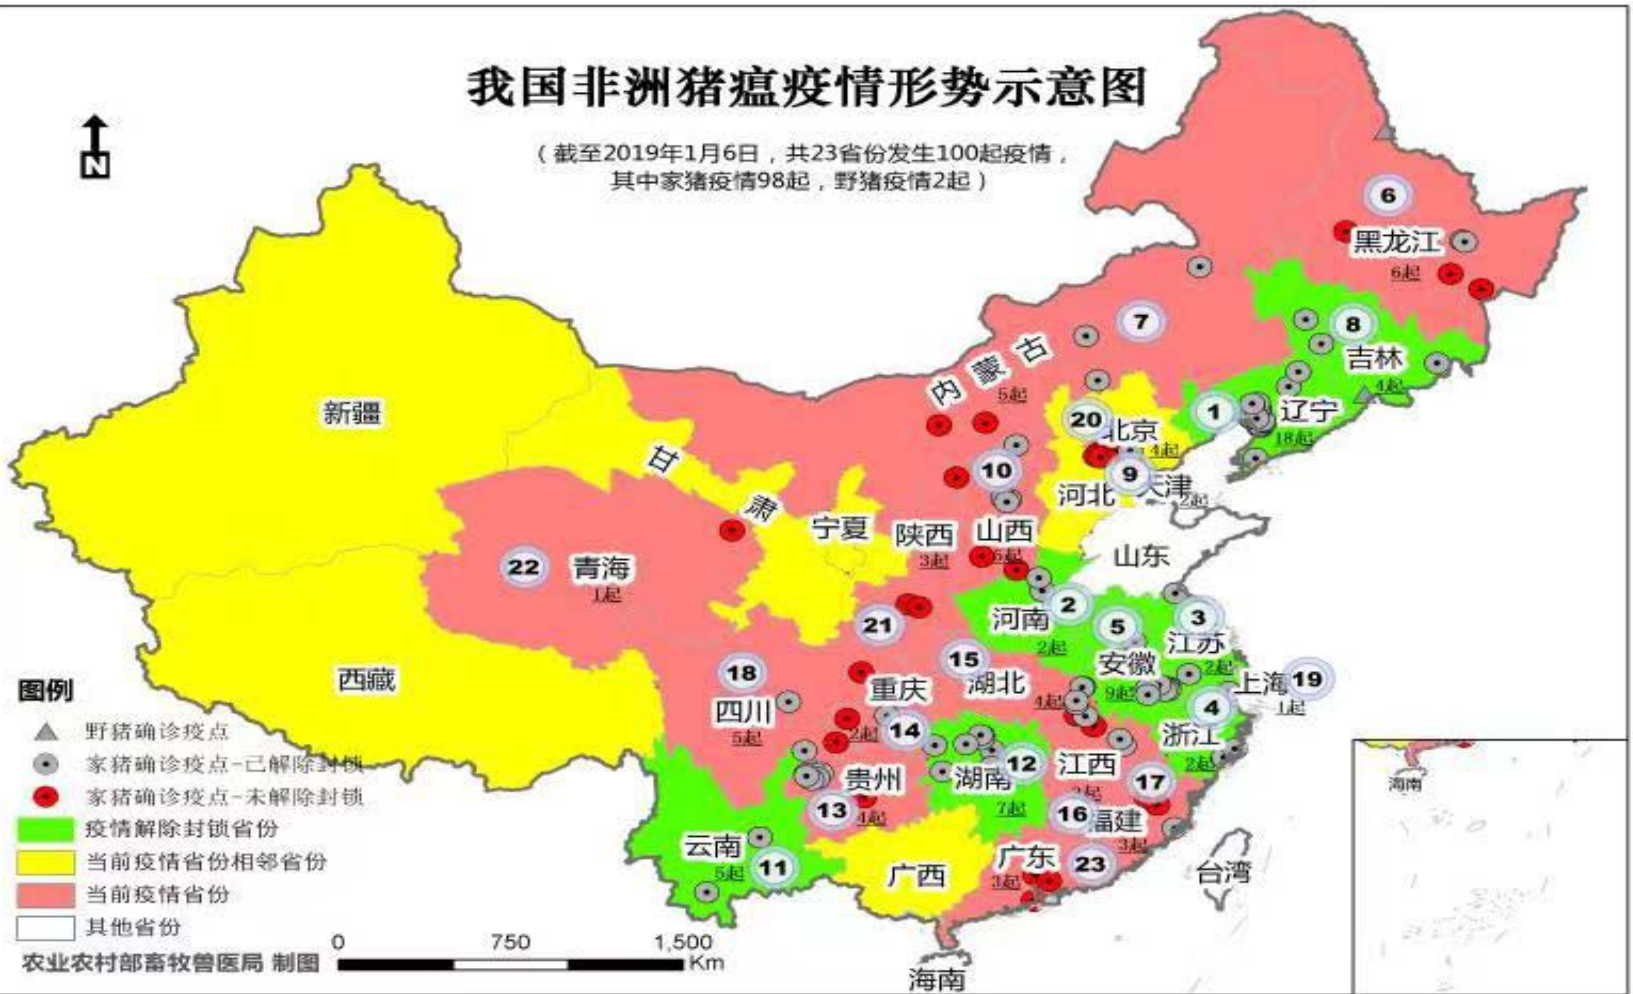 我国非洲猪瘟疫情形势示意图
（截至2019年1月6日，共23省份发生100起疫情，
其中家猪疫情98起，野猪疫情2起）
N
6
黑龙江
6起
7
8
内蒙古
5起
吉林
4起
新疆
20
1
辽宁
18起
北京
4起
甘肃
10
9
河北
天津
2起
宁夏
陕西
3起
山西
5起
山东
22
青海
1起
2
河南
2起
5
3
江苏
2起
21
安徽
9起
15
湖北
4起
18
四川
5起
西藏
重庆
2起
14
上海
19
1起
4
浙江
2起
12
湖南
7起
江西
17
贵州
13
4起
16
福建
3起
云南
5起
11
广西
广东
3起
23
台湾
海南
海南
图例
野猪确诊疫点
家猪确诊疫点-已解除封锁
家猪确诊疫点-未解除封锁
疫情解除封锁省份
当前疫情省份相邻省份
当前疫情省份
其他省份
农业农村部畜牧兽医局 制图
0 750 1,500
Km